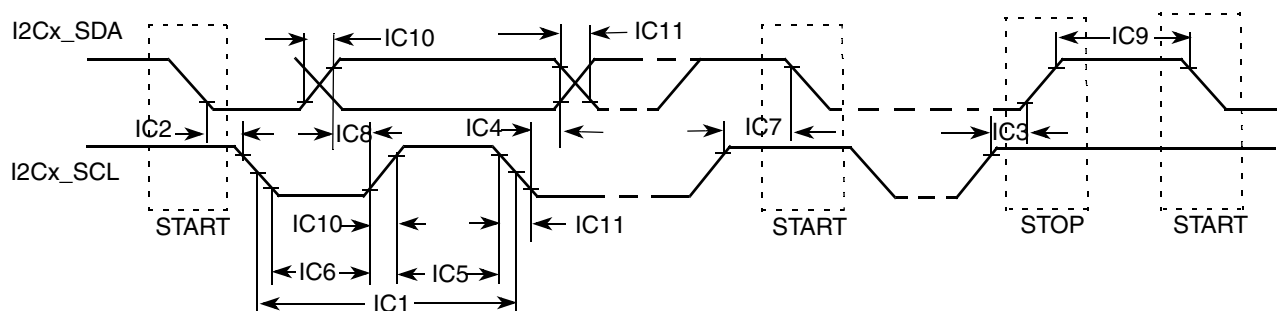 I2Cx_SDA
IC10
IC11
IC9
IC2
IC8
IC4
IC7
IC3
I2Cx_SCL
START
IC10
IC11
START
STOP
START
IC6
IC5
IC1